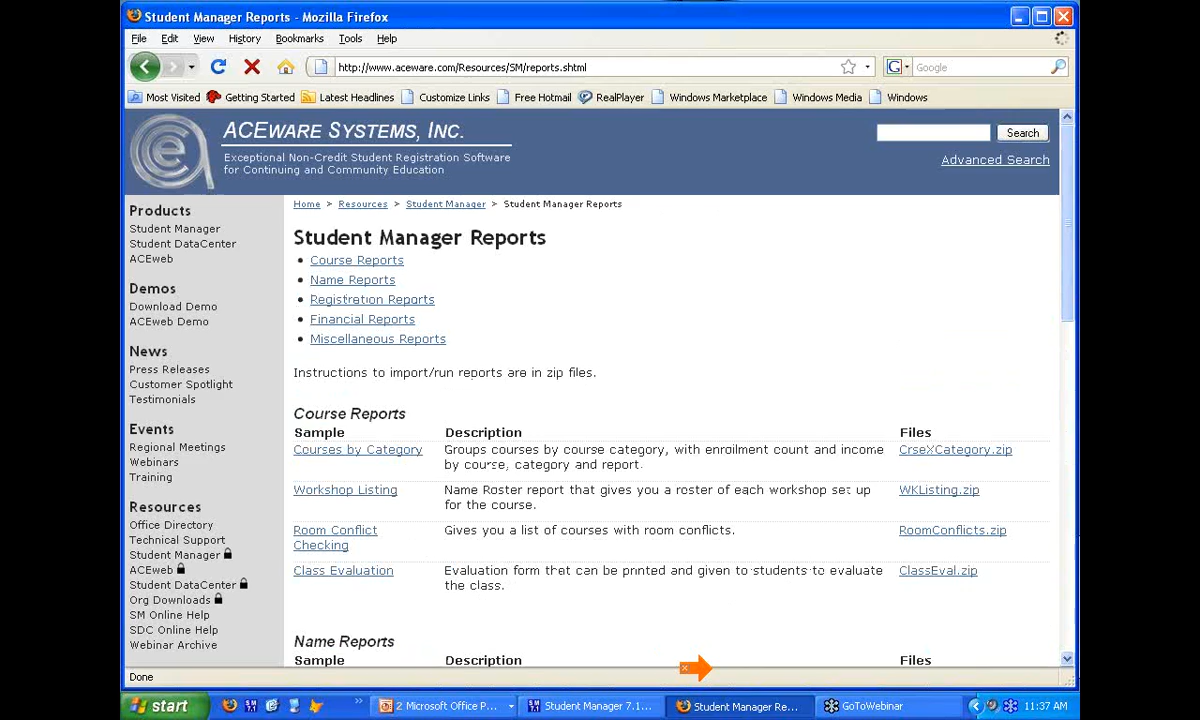 Student Manager Reports - Mozilla Firefox
File Edit View History Bookmarks Tools Help
http://www.aceware.com/Resources/SM/reports.shtml
G Google
Most Visited Getting Started Latest Headlines Customize Links Free Hotmail RealPlayer Windows Marketplace Windows Media Windows
ACEWARE SYSTEMS, INC.
Exceptional Non-Credit Student Registration Software
for Continuing and Community Education
Search
Advanced Search
Products
Student Manager
Student DataCenter
ACEweb
Demos
Download Demo
ACEweb Demo
News
Press Releases
Customer Spotlight
Testimonials
Events
Regional Meetings
Webinars
Training
Resources
Office Directory
Technical Support
Student Manager
ACEweb
Student DataCenter
Org Downloads
SM Online Help
SDC Online Help
Webinar Archive
Home > Resources > Student Manager > Student Manager Reports
Student Manager Reports
Course Reports
Name Reports
Registration Reports
Financial Reports
Miscellaneous Reports
Instructions to import/run reports are in zip files.
Course Reports
Sample Description Files
Courses by Category Groups courses by course category, with enrollment count and income CrseXCategory.zip
by course, category and report.
Workshop Listing Name Roster report that gives you a roster of each workshop set up WKListing.zip
for the course.
Room Conflict Gives you a list of courses with room conflicts. RoomConflicts.zip
Checking
Class Evaluation Evaluation form that can be printed and given to students to evaluate ClassEval.zip
the class.
Name Reports
Sample Description Files
Done
start 2 Microsoft Office P... Student Manager 7.1... Student Manager Re... GoToWebinar 11:37 AM